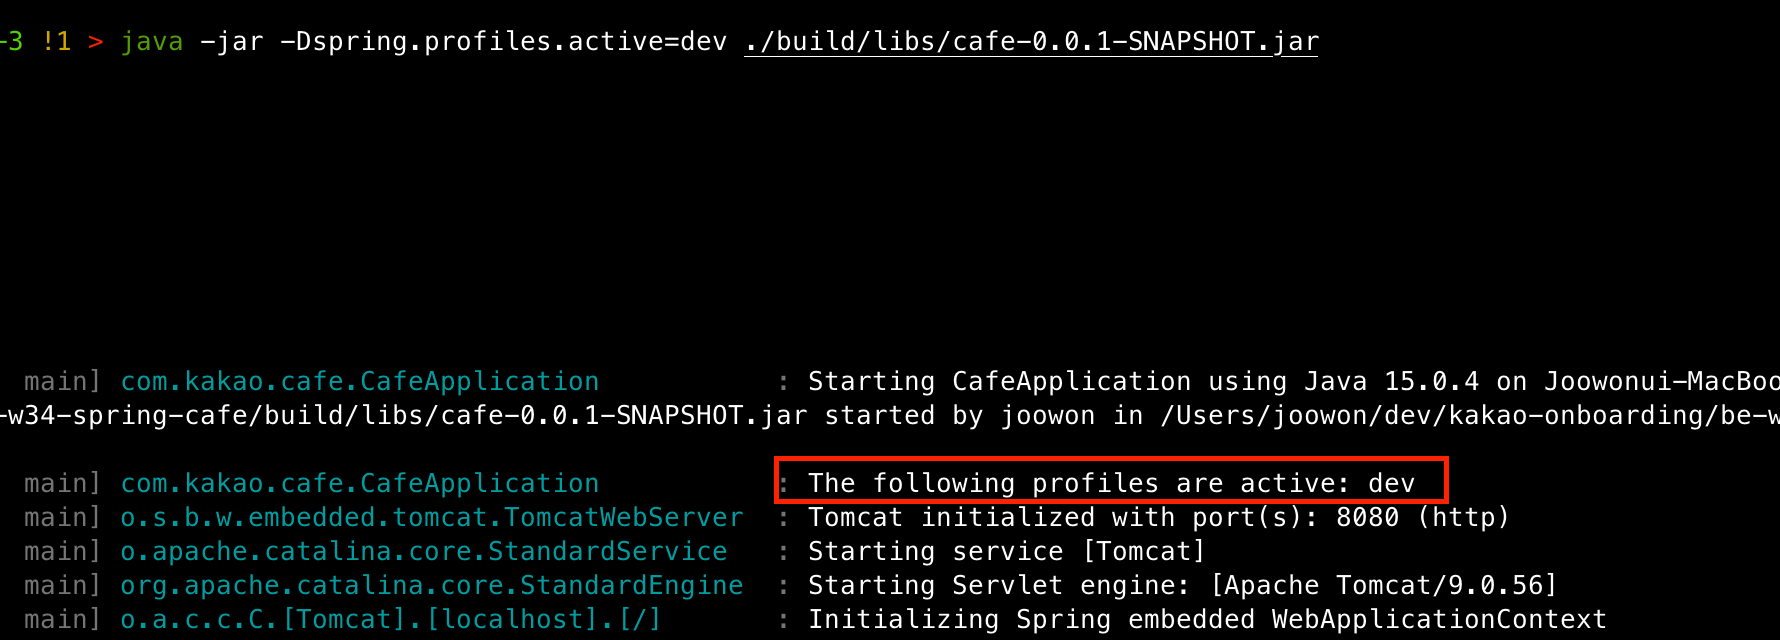 -3 !1 > java -jar -Dspring.profiles.active=dev ./build/libs/cafe-0.0.1-SNAPSHOT.jar
main] com.kakao.cafe.CafeApplication : Starting CafeApplication using Java 15.0.4 on Joowonui-MacBoo
-w34-spring-cafe/build/libs/cafe-0.0.1-SNAPSHOT.jar started by joowon in /Users/joowon/dev/kakao-onboarding/be-w
main] com.kakao.cafe.CafeApplication : The following profiles are active: dev
main] o.s.b.w.embedded.tomcat.TomcatWebServer : Tomcat initialized with port(s): 8080 (http)
main] o.apache.catalina.core.StandardService : Starting service [Tomcat]
main] org.apache.catalina.core.StandardEngine : Starting Servlet engine: [Apache Tomcat/9.0.56]
main] o.a.c.c.C.[Tomcat].[localhost].[/] : Initializing Spring embedded WebApplicationContext